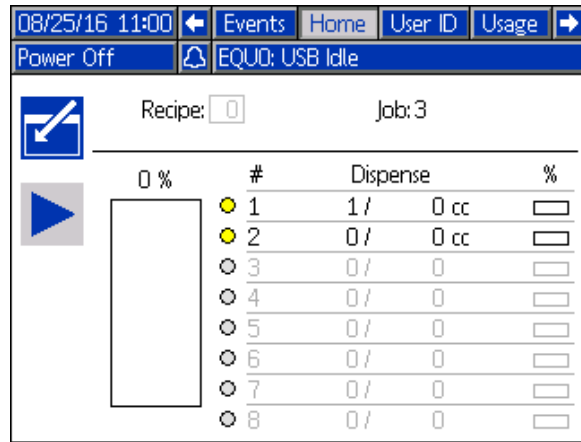 08/25/16 11:00 Events Home User ID Usage
Power Off EQU0: USB Idle
Recipe: 0 Job: 3
0 % # Dispense %
1 1 / 0 cc
2 0 / 0 cc
3 0 / 0
4 0 / 0
5 0 / 0
6 0 / 0
7 0 / 0
8 0 / 0